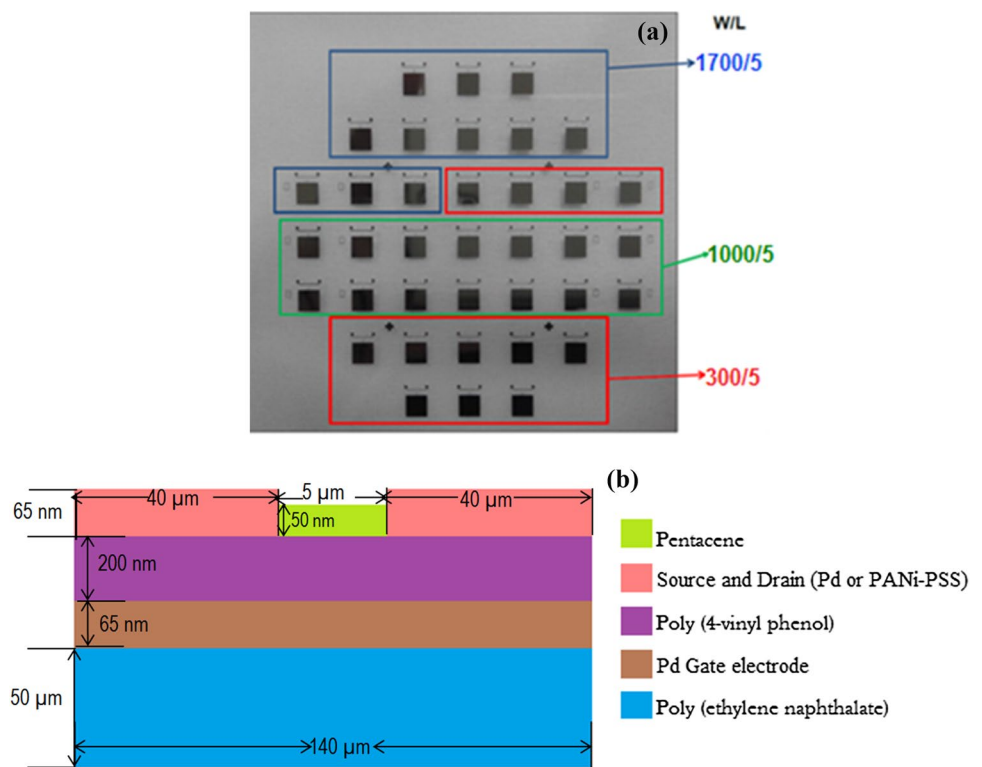 (a)
W/L
1700/5
1000/5
300/5
(b)
40 µm
5 µm
40 µm
65 nm
50 nm
200 nm
65 nm
50 µm
140 µm
Pentacene
Source and Drain (Pd or PANi-PSS)
Poly (4-vinyl phenol)
Pd Gate electrode
Poly (ethylene naphthalate)